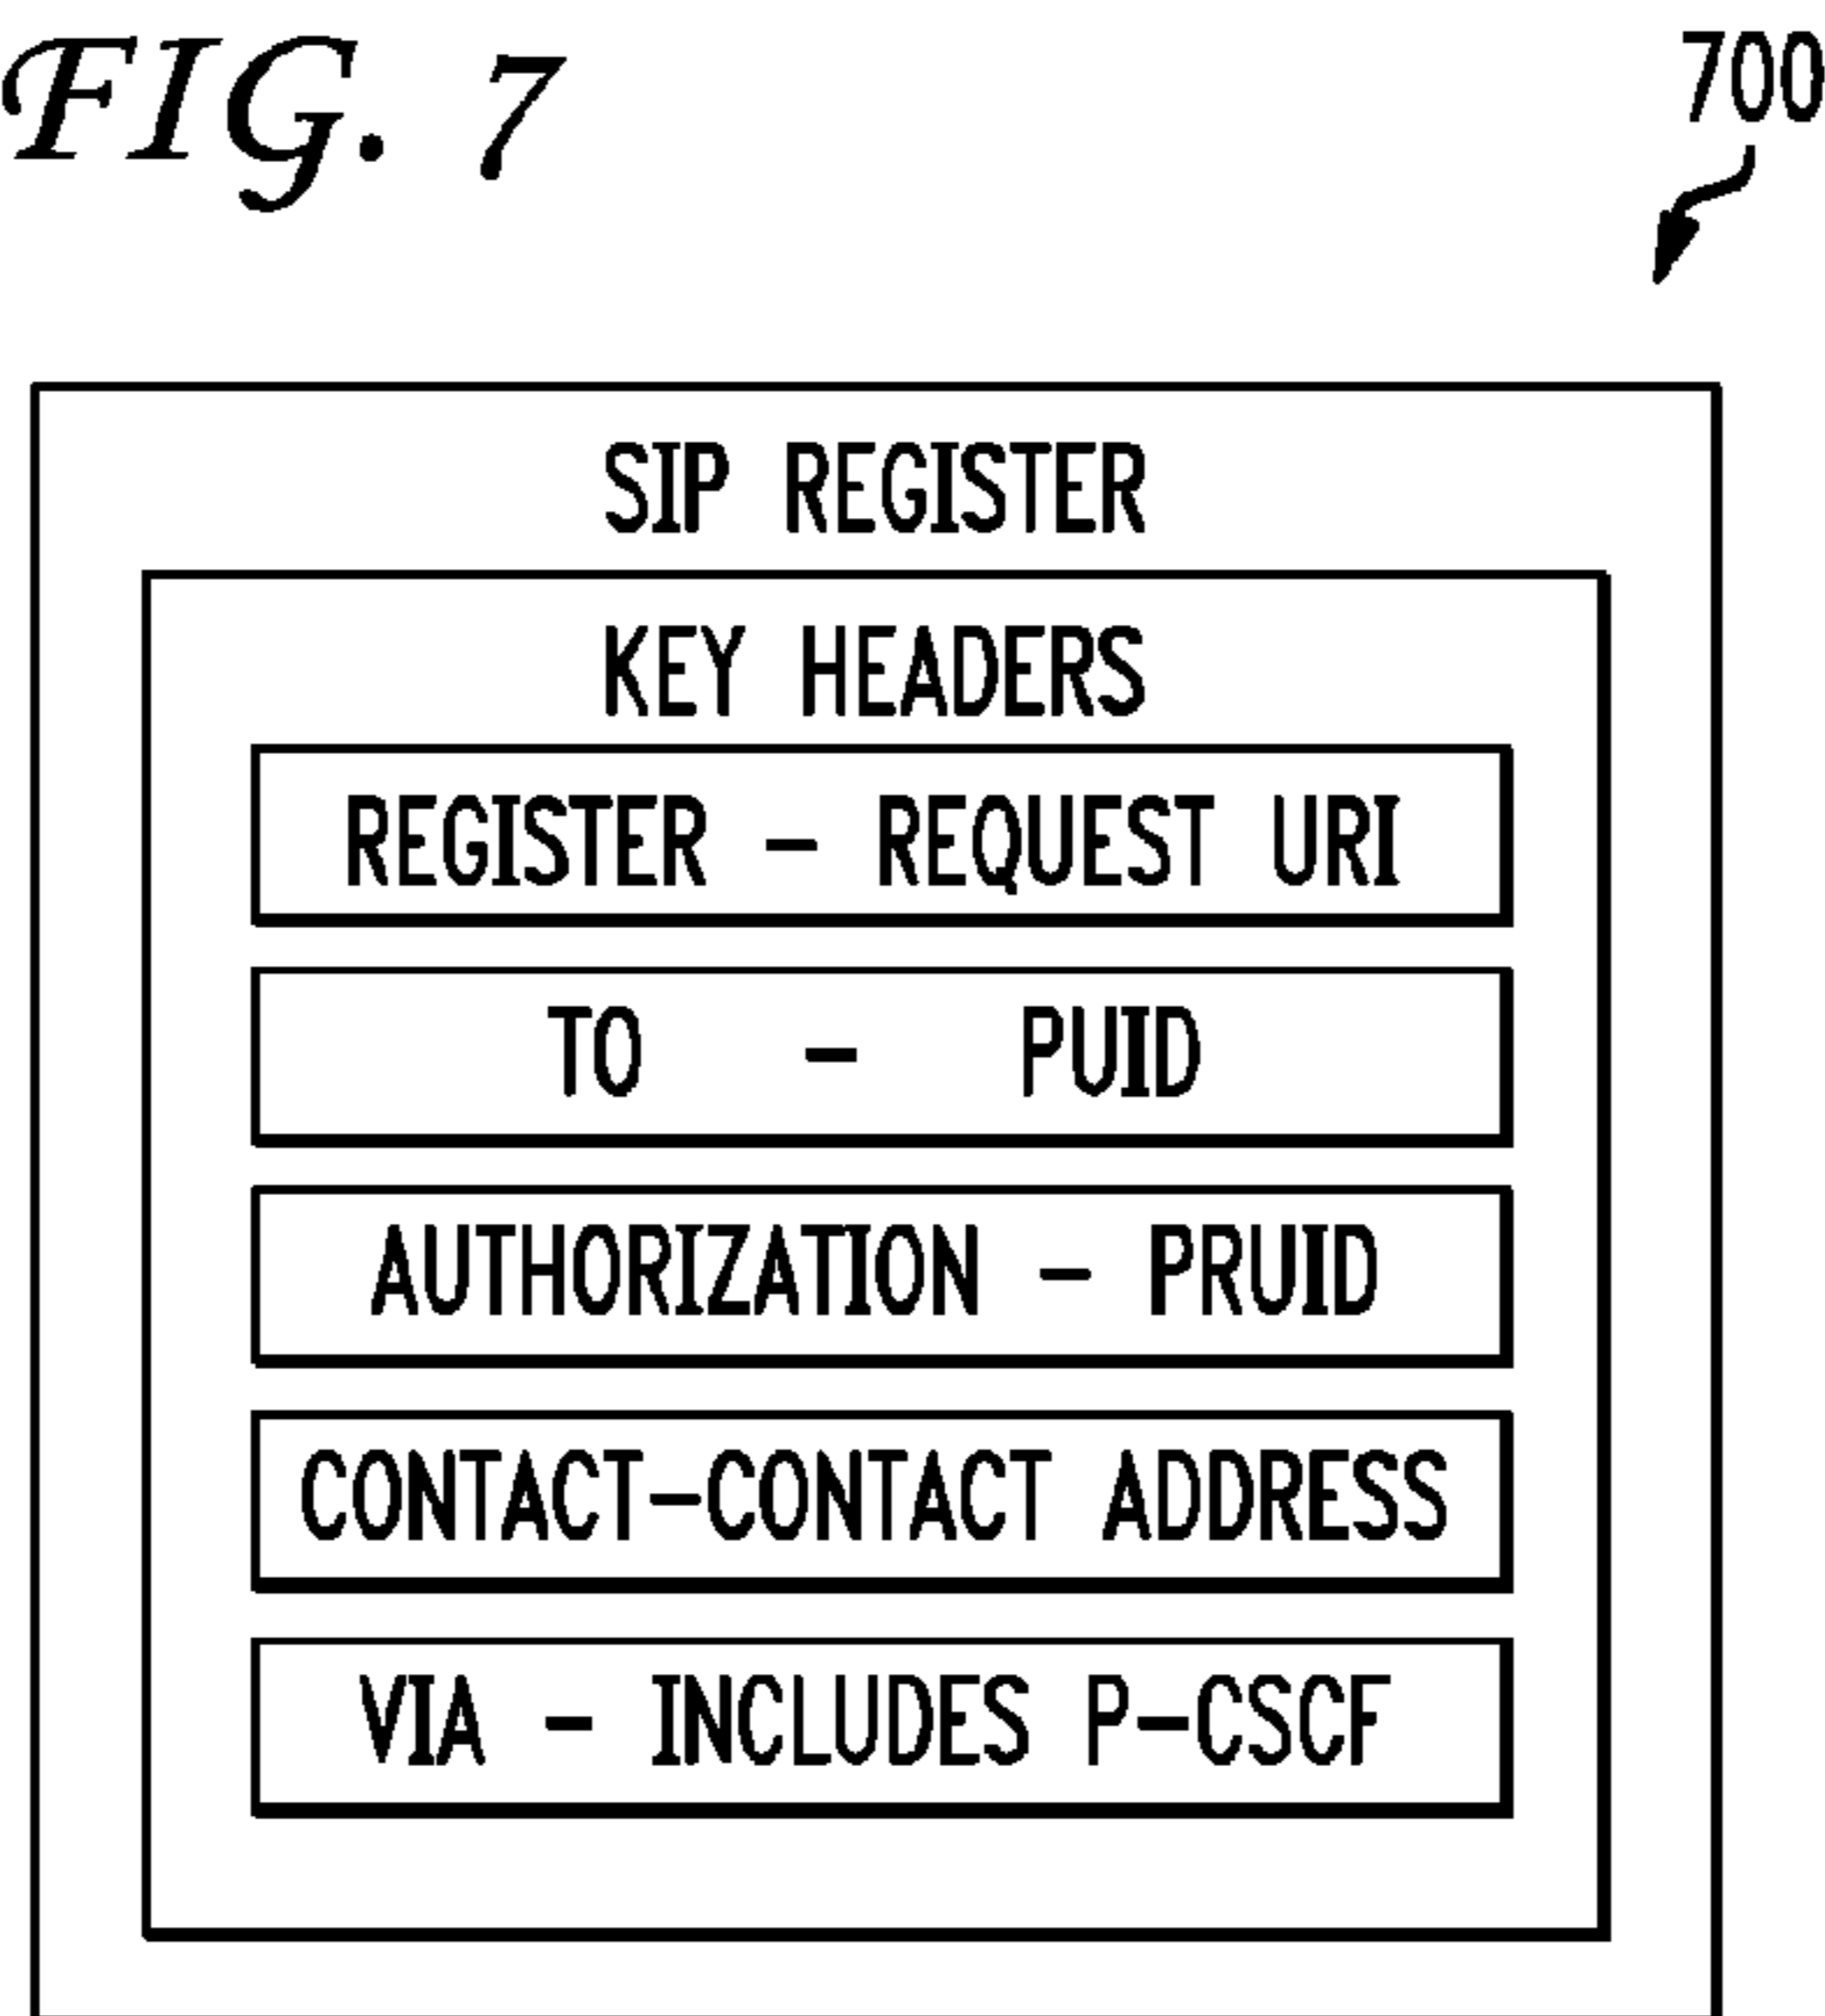 FIG. 7
700
SIP REGISTER
KEY HEADERS
REGISTER - REQUEST URI
TO - PUID
AUTHORIZATION - PRUID
CONTACT-CONTACT ADDRESS
VIA - INCLUDES P-CSCF